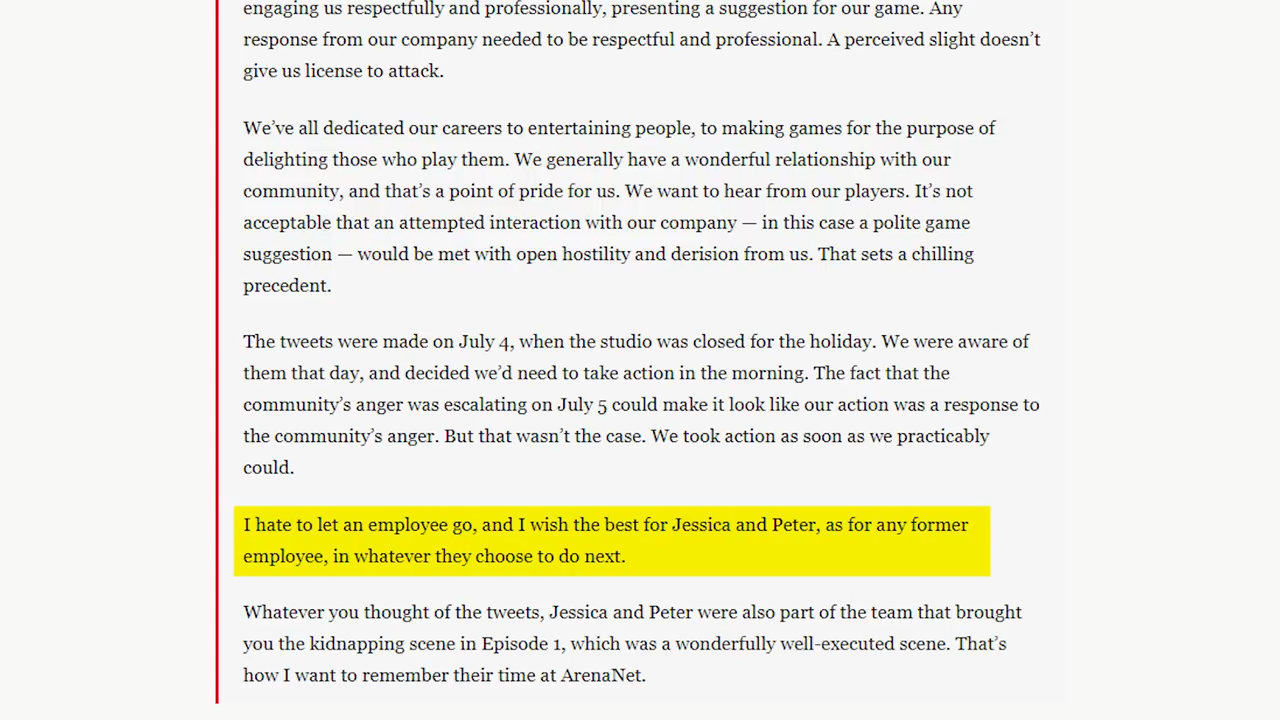 engaging us respectfully and professionally, presenting a suggestion for our game. Any
response from our company needed to be respectful and professional. A perceived slight doesn’t
give us license to attack.
We’ve all dedicated our careers to entertaining people, to making games for the purpose of
delighting those who play them. We generally have a wonderful relationship with our
community, and that’s a point of pride for us. We want to hear from our players. It’s not
acceptable that an attempted interaction with our company — in this case a polite game
suggestion — would be met with open hostility and derision from us. That sets a chilling
precedent.
The tweets were made on July 4, when the studio was closed for the holiday. We were aware of
them that day, and decided we’d need to take action in the morning. The fact that the
community’s anger was escalating on July 5 could make it look like our action was a response to
the community’s anger. But that wasn’t the case. We took action as soon as we practicably
could.
I hate to let an employee go, and I wish the best for Jessica and Peter, as for any former
employee, in whatever they choose to do next.
Whatever you thought of the tweets, Jessica and Peter were also part of the team that brought
you the kidnapping scene in Episode 1, which was a wonderfully well-executed scene. That’s
how I want to remember their time at ArenaNet.